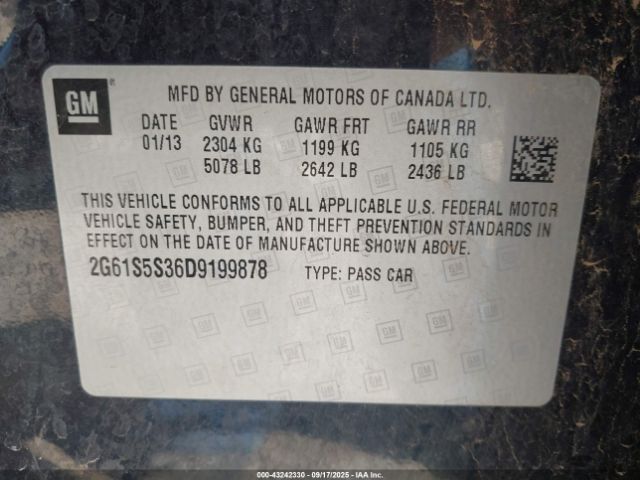 GM
MFD BY GENERAL MOTORS OF CANADA LTD.
DATE GVWR GAWR FRT GAWR RR
01/13 2304 KG 1199 KG 1105 KG
5078 LB 2642 LB 2436 LB
THIS VEHICLE CONFORMS TO ALL APPLICABLE U.S. FEDERAL MOTOR
VEHICLE SAFETY, BUMPER, AND THEFT PREVENTION STANDARDS IN
EFFECT ON THE DATE OF MANUFACTURE SHOWN ABOVE.
2G61S5S36D9199878 TYPE: PASS CAR
000-43242330 - 09/17/2025 - IAA Inc.